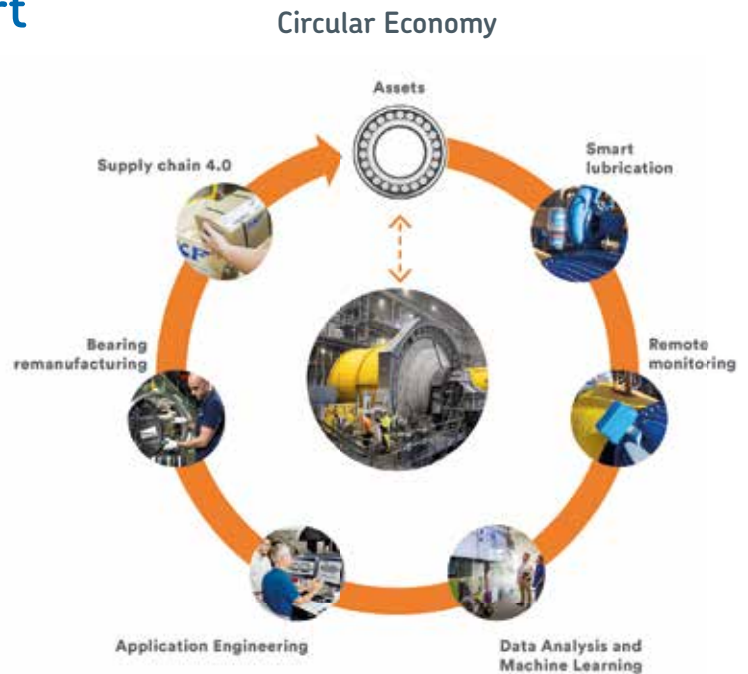 rt
Circular Economy
Assets
Smart
lubrication
Supply chain 4.0
Bearing
remanufacturing
Remote
monitoring
Application Engineering
Data Analysis and
Machine Learning